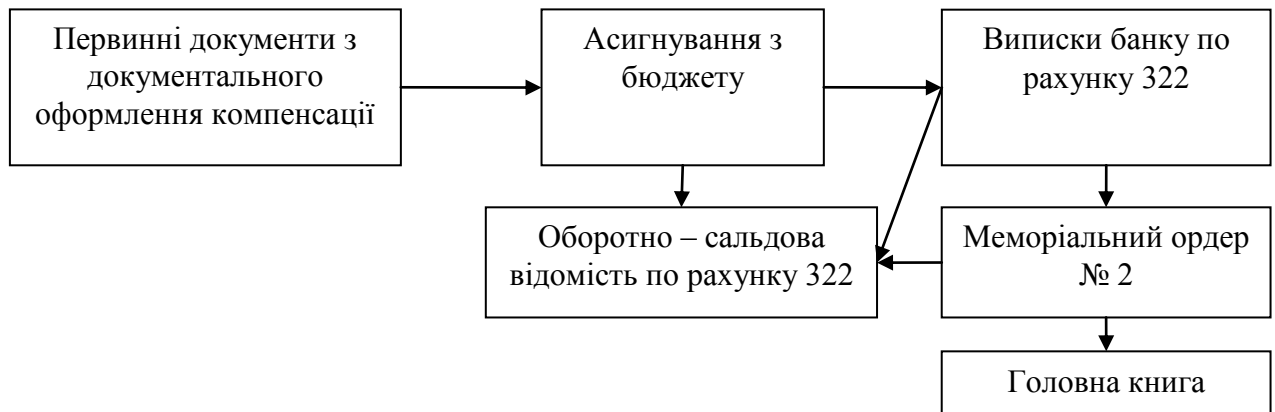 Первинні документи з
документального
оформлення компенсації
Асигнування з
бюджету
Виписки банку по
рахунку 322
Оборотно – сальдова
відомість по рахунку 322
Меморіальний ордер
№ 2
Головна книга